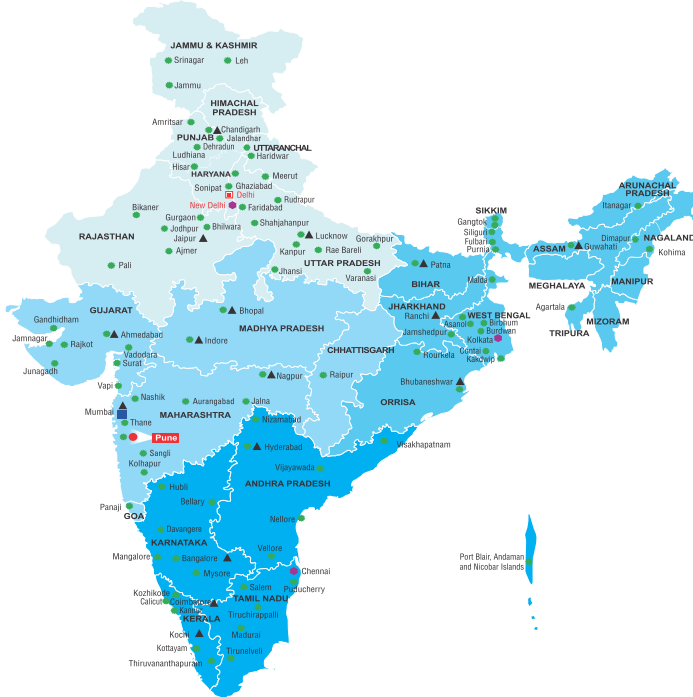 JAMMU & KASHMIR
Srinagar
Leh
Jammu
HIMACHAL
PRADESH
Amritsar
Chandigarh
PUNJAB
Jalandhar
Dehradun
UTTARANCHAL
Ludhiana
Haridwar
Hisar
HARYANA
Meerut
Sonipat
Ghaziabad
Delhi
Rudrapur
New Delhi
Faridabad
Bikaner
Gurgaon
Shahjahanpur
Jodhpur
Bhilwara
RAJASTHAN
Jaipur
Lucknow
Gorakhpur
Ajmer
Kanpur
Rae Bareli
Pali
UTTAR PRADESH
Jhansi
Varanasi
ARUNACHAL
PRADESH
Itanagar
SIKKIM
Gangtok
Siliguri
Fulbari
Purnia
Dimapur
NAGALAND
ASSAM
Guwahati
Kohima
Patna
Malda
BIHAR
MEGHALAYA
MANIPUR
Agartala
TRIPURA
MIZORAM
JHARKHAND
Ranchi
WEST BENGAL
Asanol
Birbhum
Burdwan
Jamshedpur
Kolkata
Contai
Kakdwip
Rourkela
GUJARAT
Bhopal
Gandhidham
MADHYA PRADESH
Jamnagar
Rajkot
Ahmedabad
Indore
Vadodara
Surat
CHHATTISGARH
Junagadh
Vapi
Nagpur
Raipur
Bhubaneshwar
Nashik
Aurangabad
Jalna
ORRISA
Mumbai
MAHARASHTRA
Nizamabad
Thane
Pune
Hyderabad
Visakhapatnam
Sangli
Kolhapur
Vijayawada
ANDHRA PRADESH
Hubli
Bellary
Panaji
GOA
Nellore
Davangere
KARNATAKA
Vellore
Mangalore
Bangalore
Mysore
Chennai
Port Blair, Andaman
and Nicobar Islands
Salem
Puducherry
Kozhikode
Calicut
Coimbatore
TAMIL NADU
Kannur
Tiruchirappalli
KERALA
Kochi
Madurai
Kottayam
Tirunelveli
Thiruvananthapuram